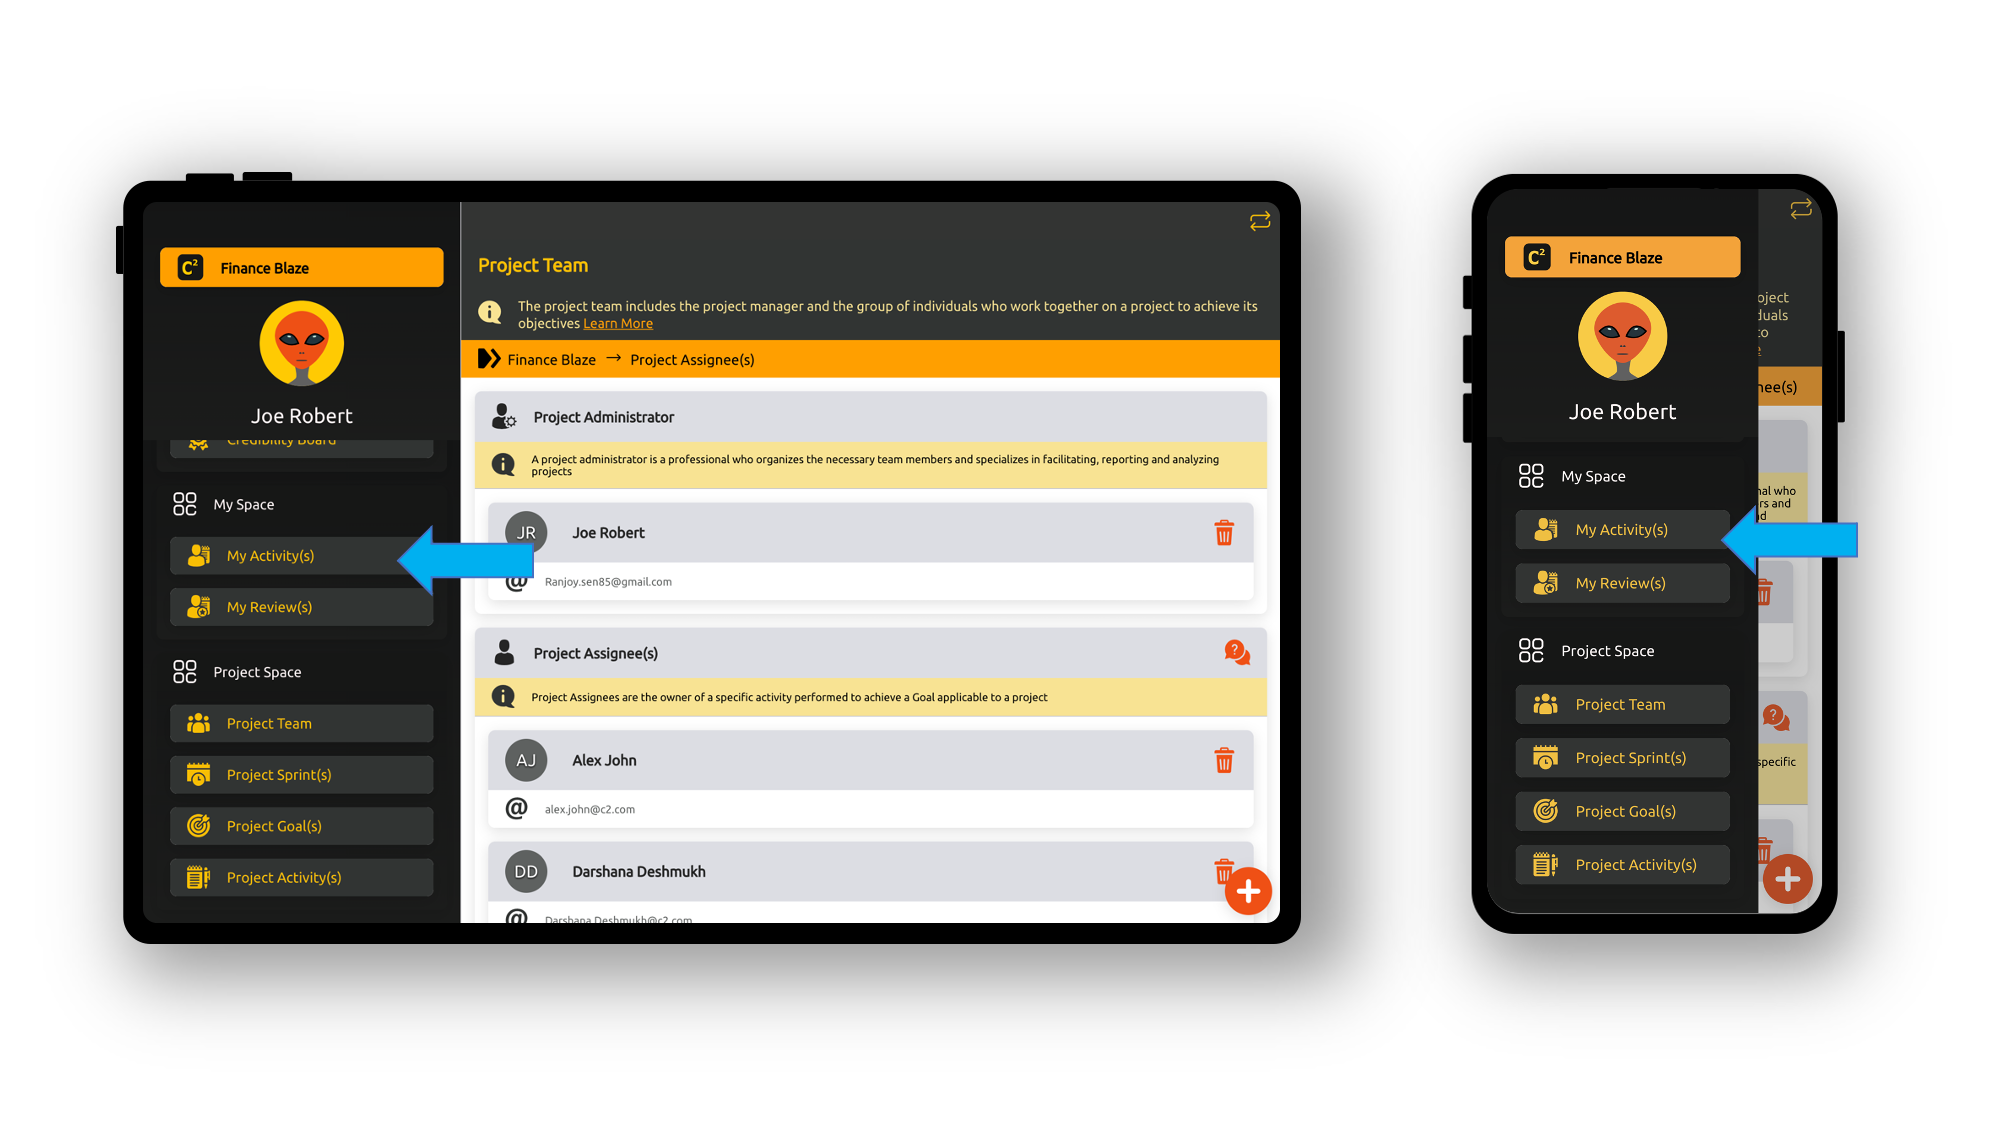 C²
Finance Blaze
Joe Robert
Credibility Board
My Space
My Activity(s)
My Review(s)
Project Space
Project Team
Project Sprint(s)
Project Goal(s)
Project Activity(s)
Project Team
The project team includes the project manager and the group of individuals who work together on a project to achieve its
objectives Learn More
Finance Blaze → Project Assignee(s)
Project Administrator
A project administrator is a professional who organizes the necessary team members and specializes in facilitating, reporting and analyzing
projects
JR
Joe Robert
@ Ranjoy.sen85@gmail.com
Project Assignee(s)
Project Assignees are the owner of a specific activity performed to achieve a Goal applicable to a project
AJ
Alex John
@ alex.john@c2.com
DD
Darshana Deshmukh
@ Darshana.Deshmukh@c2.com
C²
Finance Blaze
Joe Robert
My Space
My Activity(s)
My Review(s)
Project Space
Project Team
Project Sprint(s)
Project Goal(s)
Project Activity(s)
oject
duals
to
nee(s)
nal who
rs and
d
specific